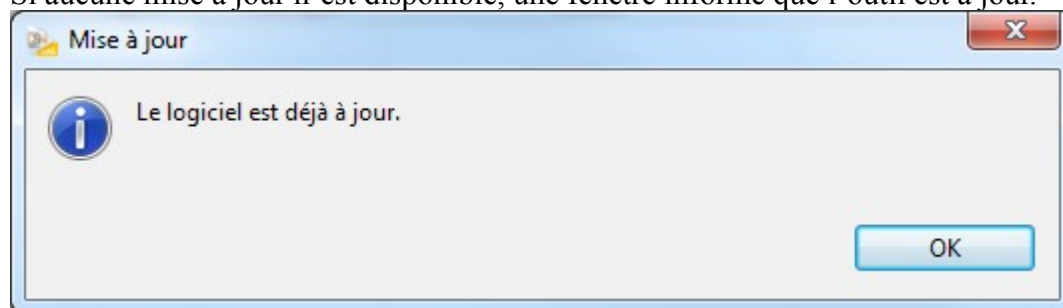 Si aucune mise à jour n'est disponible, une fenêtre informe que l'outil est à jour.
Mise à jour
Le logiciel est déjà à jour.
OK